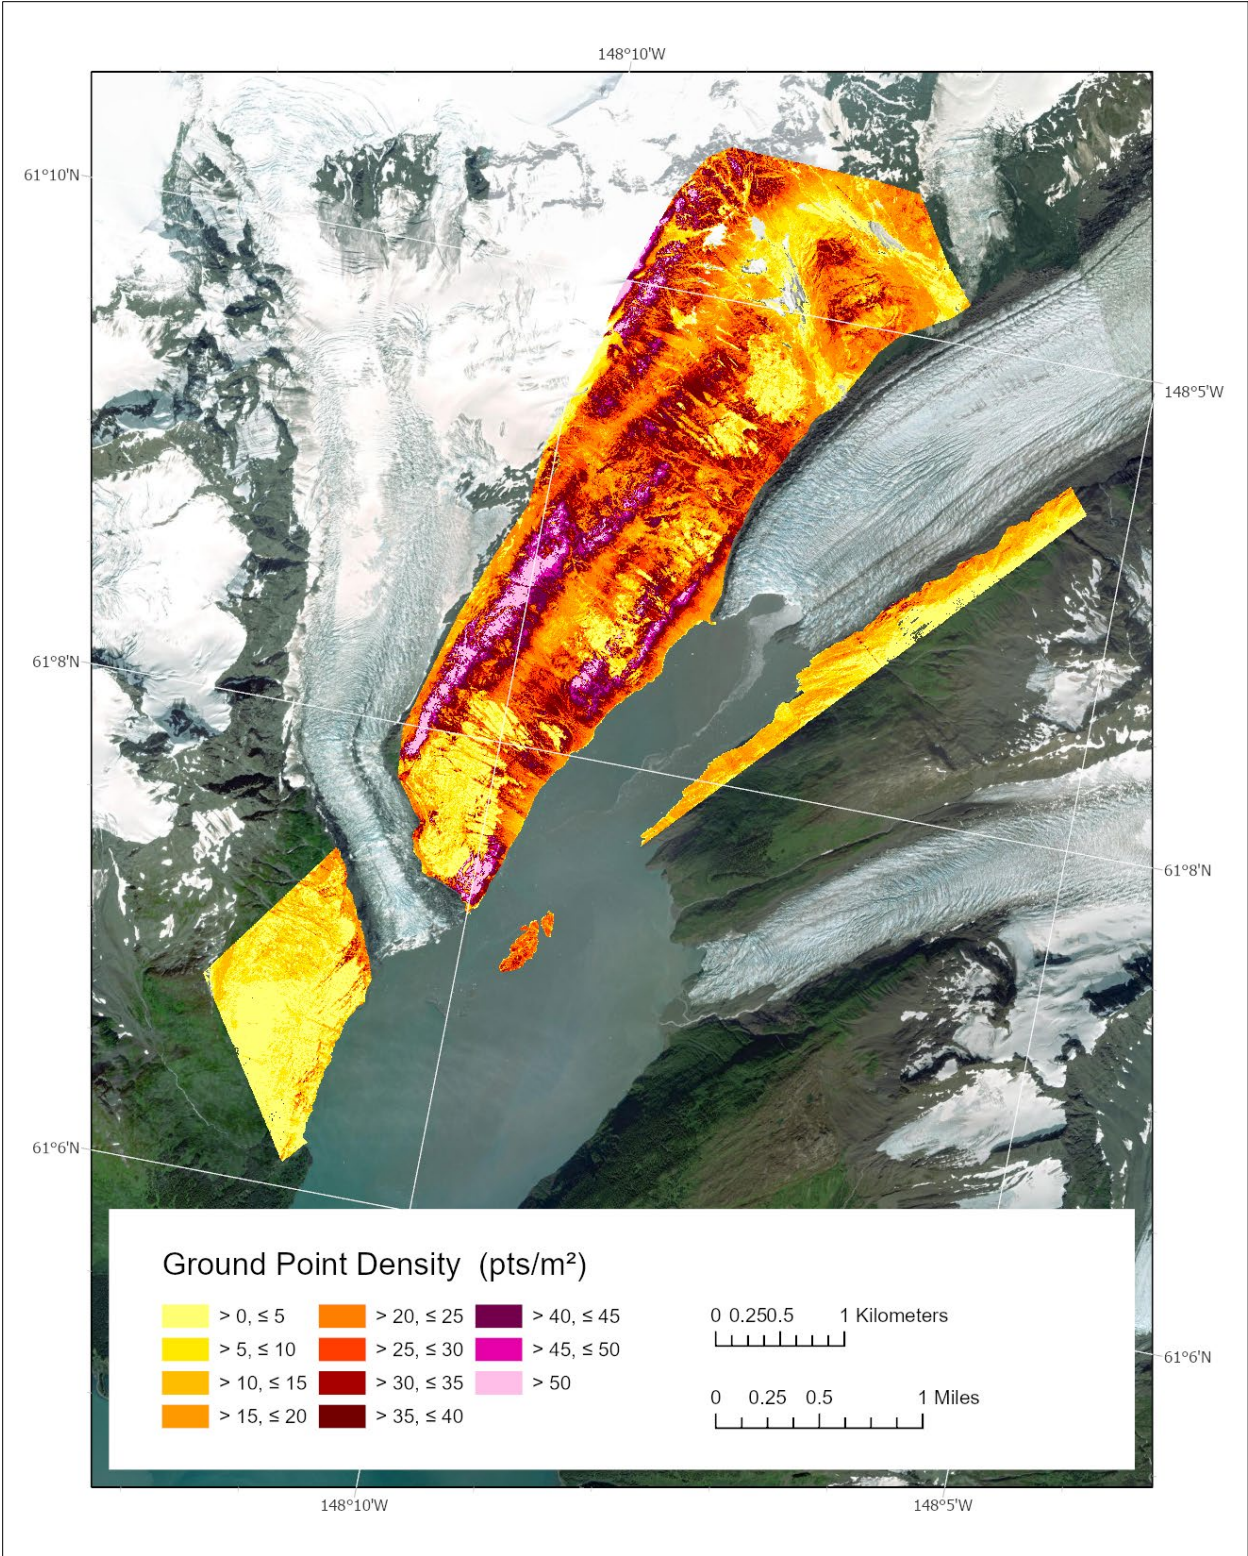 148°10'W
61°10'N
148°5'W
61°8'N
61°8'N
61°6'N
Ground Point Density (pts/m²)
> 0, ≤ 5
> 5, ≤ 10
> 10, ≤ 15
> 15, ≤ 20
> 20, ≤ 25
> 25, ≤ 30
> 30, ≤ 35
> 35, ≤ 40
> 40, ≤ 45
> 45, ≤ 50
> 50
0 0.250.5 1 Kilometers
0 0.25 0.5 1 Miles
61°6'N
148°10'W 148°5'W